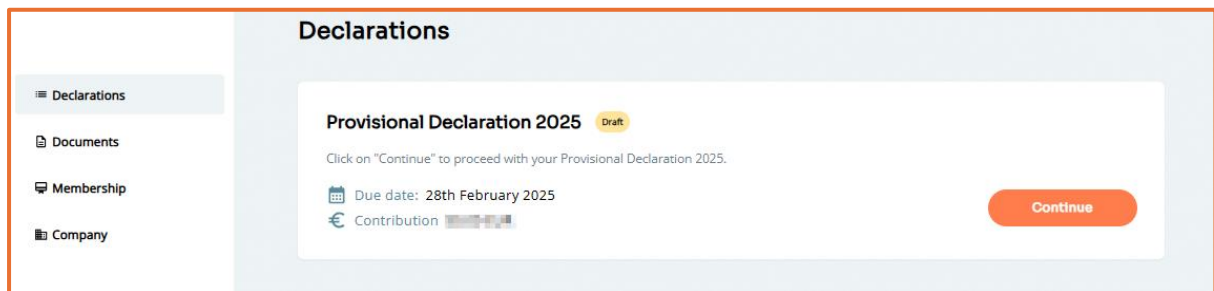 Declarations
Declarations
Documents
Membership
Company
Provisional Declaration 2025 Draft
Click on "Continue" to proceed with your Provisional Declaration 2025.
Due date: 28th February 2025
€ Contribution
Continue